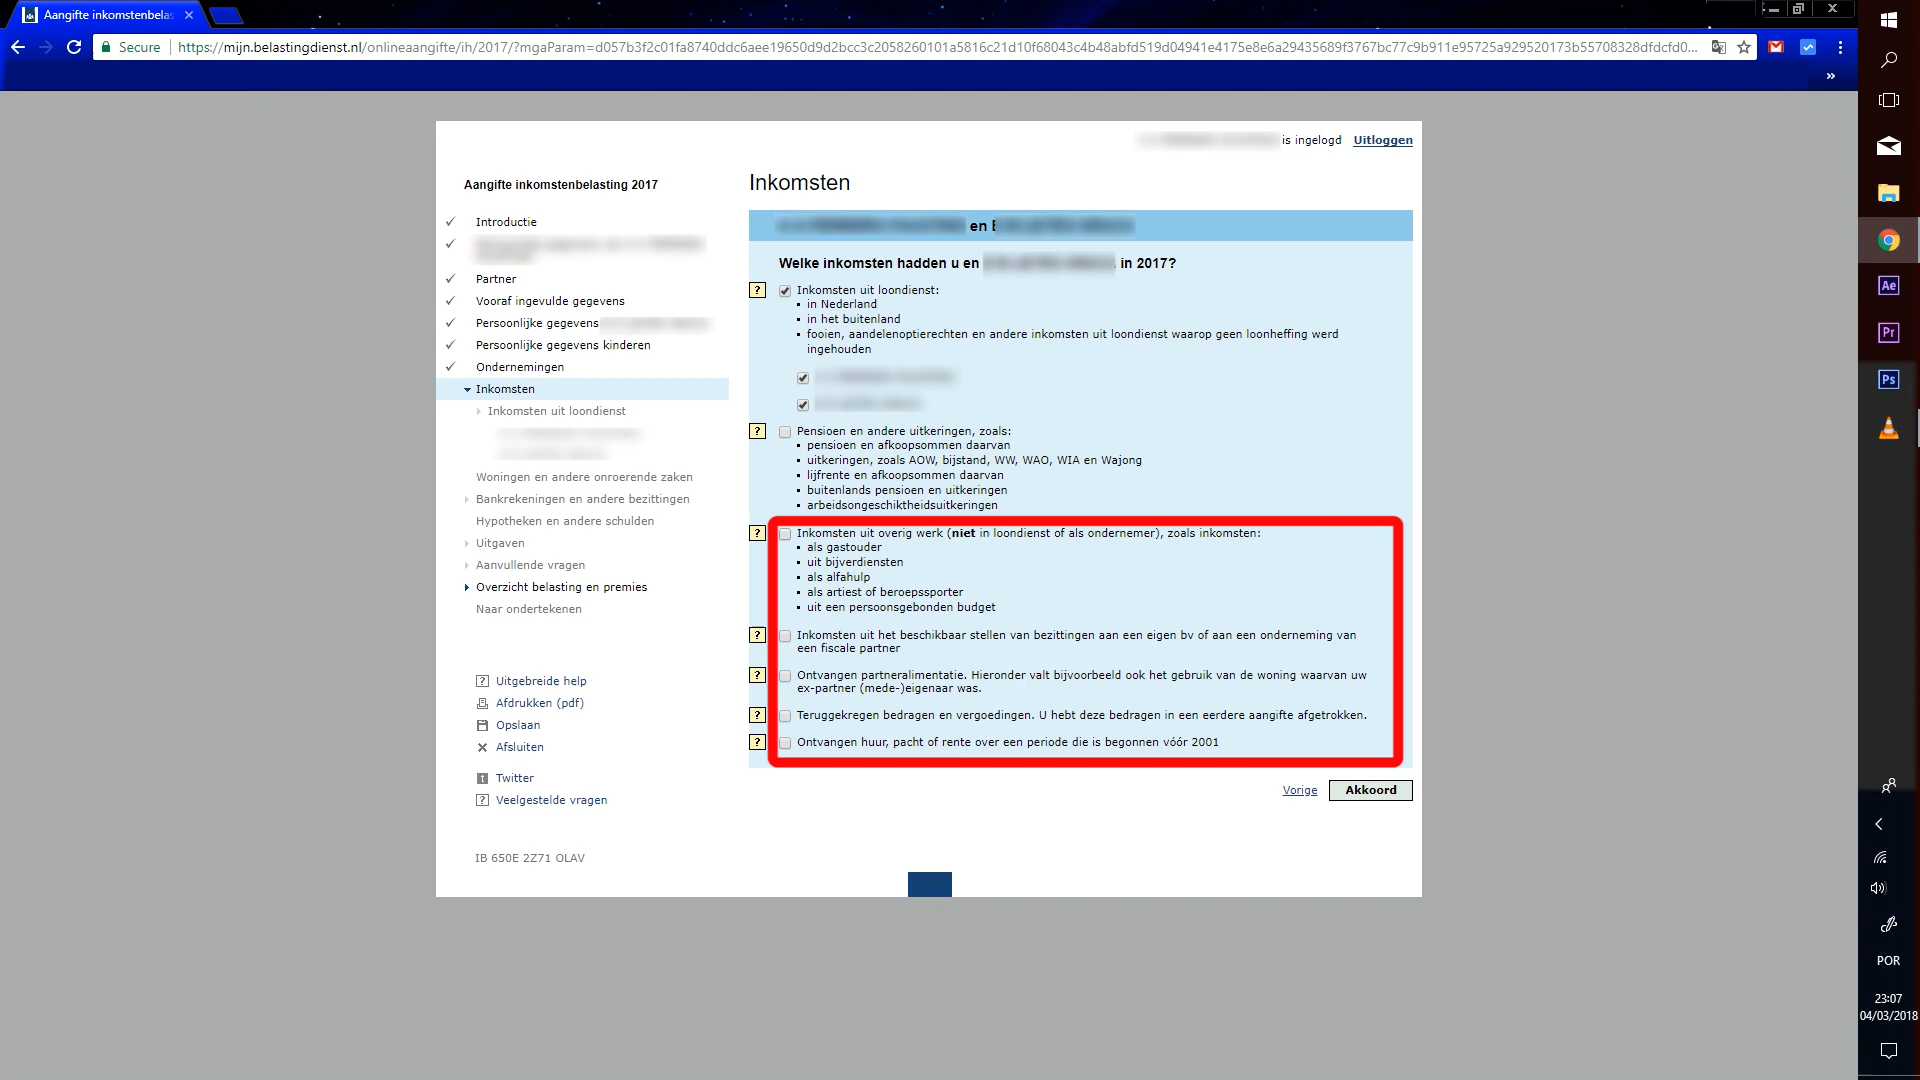 Aangifte inkomstenbelas
Secure
https://mijn.belastingdienst.nl/onlineaangifte/ih/2017/?mgaParam=d057b3f2c01fa8740ddc6aee19650d9d2bcc3c2058260101a5816c21d10f68043c4b48abfd519d04941e4175e8e6a29435689f3767bc77c9b911e95725a929520173b55708328dfdcfd0...
is ingelogd Uitloggen
Aangifte inkomstenbelasting 2017
Introductie
Partner
Vooraf ingevulde gegevens
Persoonlijke gegevens
Persoonlijke gegevens kinderen
Ondernemingen
Inkomsten
Inkomsten uit loondienst
Woningen en andere onroerende zaken
Bankrekeningen en andere bezittingen
Hypotheken en andere schulden
Uitgaven
Aanvullende vragen
Overzicht belasting en premies
Naar ondertekenen
? Uitgebreide help
Afdrukken (pdf)
Opslaan
Afsluiten
t Twitter
? Veelgestelde vragen
IB 650E 2Z71 OLAV
Inkomsten
en
Welke inkomsten hadden u en in 2017?
? Inkomsten uit loondienst:
▪ in Nederland
▪ in het buitenland
▪ fooien, aandelenoptierechten en andere inkomsten uit loondienst waarop geen loonheffing werd
ingehouden
? Pensioen en andere uitkeringen, zoals:
▪ pensioen en afkoopsommen daarvan
▪ uitkeringen, zoals AOW, bijstand, WW, WAO, WIA en Wajong
▪ lijfrente en afkoopsommen daarvan
▪ buitenlands pensioen en uitkeringen
▪ arbeidsongeschiktheidsuitkeringen
? Inkomsten uit overig werk (niet in loondienst of als ondernemer), zoals inkomsten:
▪ als gastouder
▪ uit bijverdiensten
▪ als alfahulp
▪ als artiest of beroepssporter
▪ uit een persoonsgebonden budget
? Inkomsten uit het beschikbaar stellen van bezittingen aan een eigen bv of aan een onderneming van
een fiscale partner
? Ontvangen partneralimentatie. Hieronder valt bijvoorbeeld ook het gebruik van de woning waarvan uw
ex-partner (mede-)eigenaar was.
? Teruggekregen bedragen en vergoedingen. U hebt deze bedragen in een eerdere aangifte afgetrokken.
? Ontvangen huur, pacht of rente over een periode die is begonnen vóór 2001
Vorige Akkoord
Ae
Pr
Ps
POR
23:07
04/03/2018